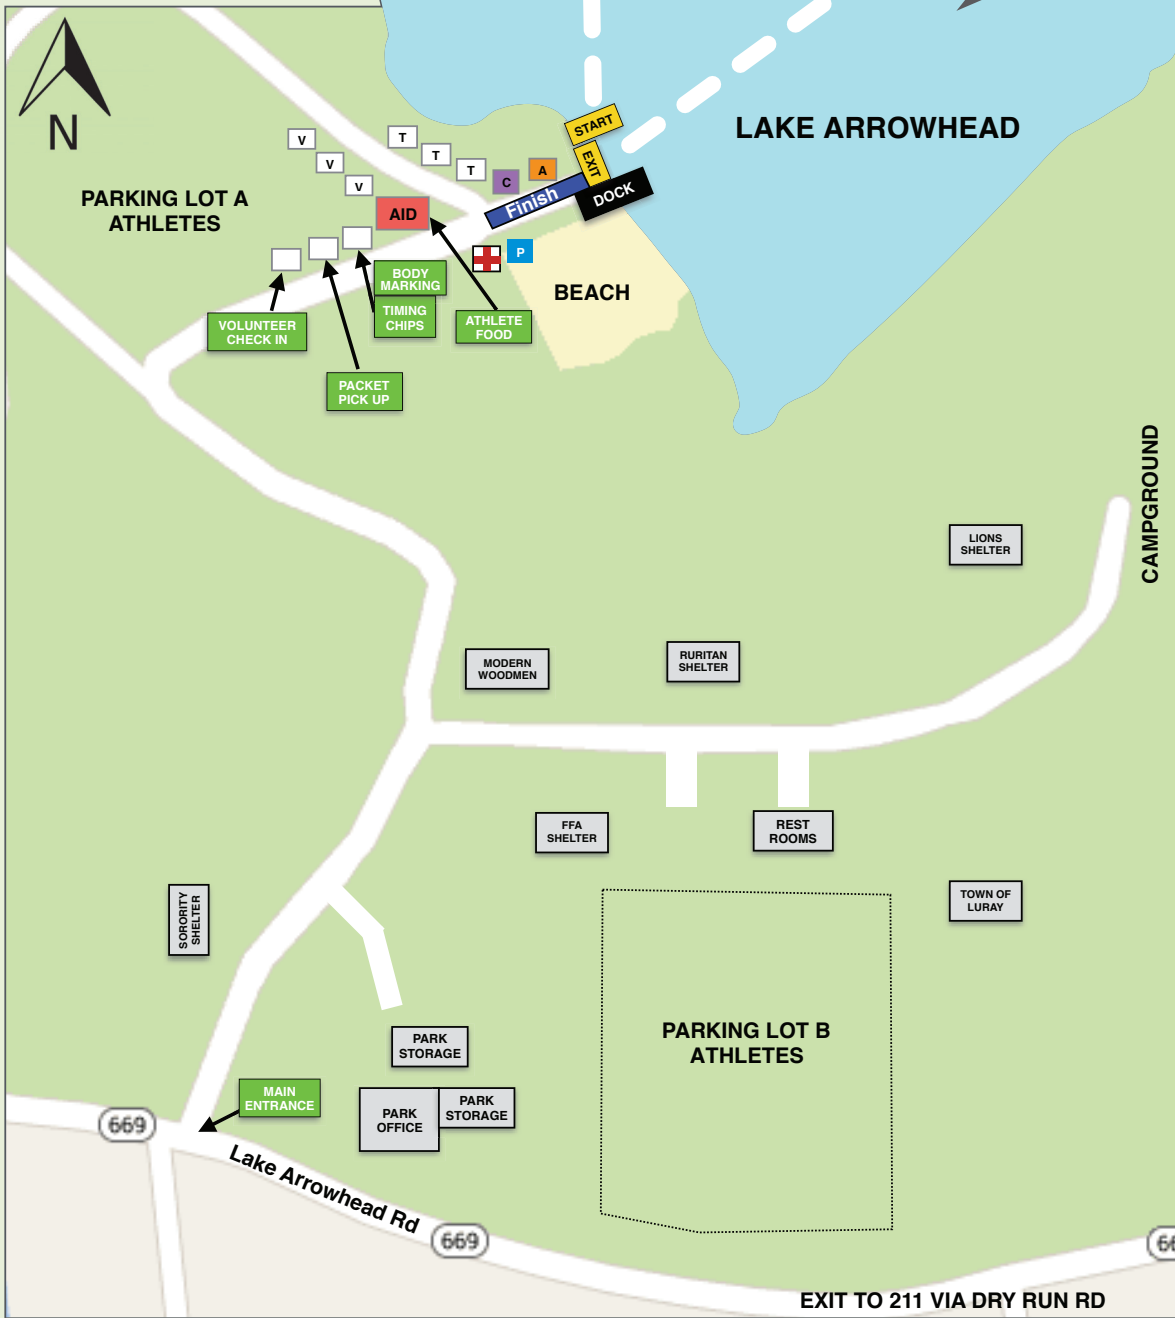 N
LAKE ARROWHEAD
START
EXIT
DOCK
Finish
V
V
V
T
T
T
C
A
AID
P
PARKING LOT A
ATHLETES
BEACH
BODY
MARKING
TIMING
CHIPS
ATHLETE
FOOD
VOLUNTEER
CHECK IN
PACKET
PICK UP
CAMPGROUND
LIONS
SHELTER
MODERN
WOODMEN
RURITAN
SHELTER
FFA
SHELTER
REST
ROOMS
TOWN OF
LURAY
SORORITY
SHELTER
PARKING LOT B
ATHLETES
PARK
STORAGE
PARK
OFFICE
PARK
STORAGE
MAIN
ENTRANCE
669
Lake Arrowhead Rd
669
66
EXIT TO 211 VIA DRY RUN RD